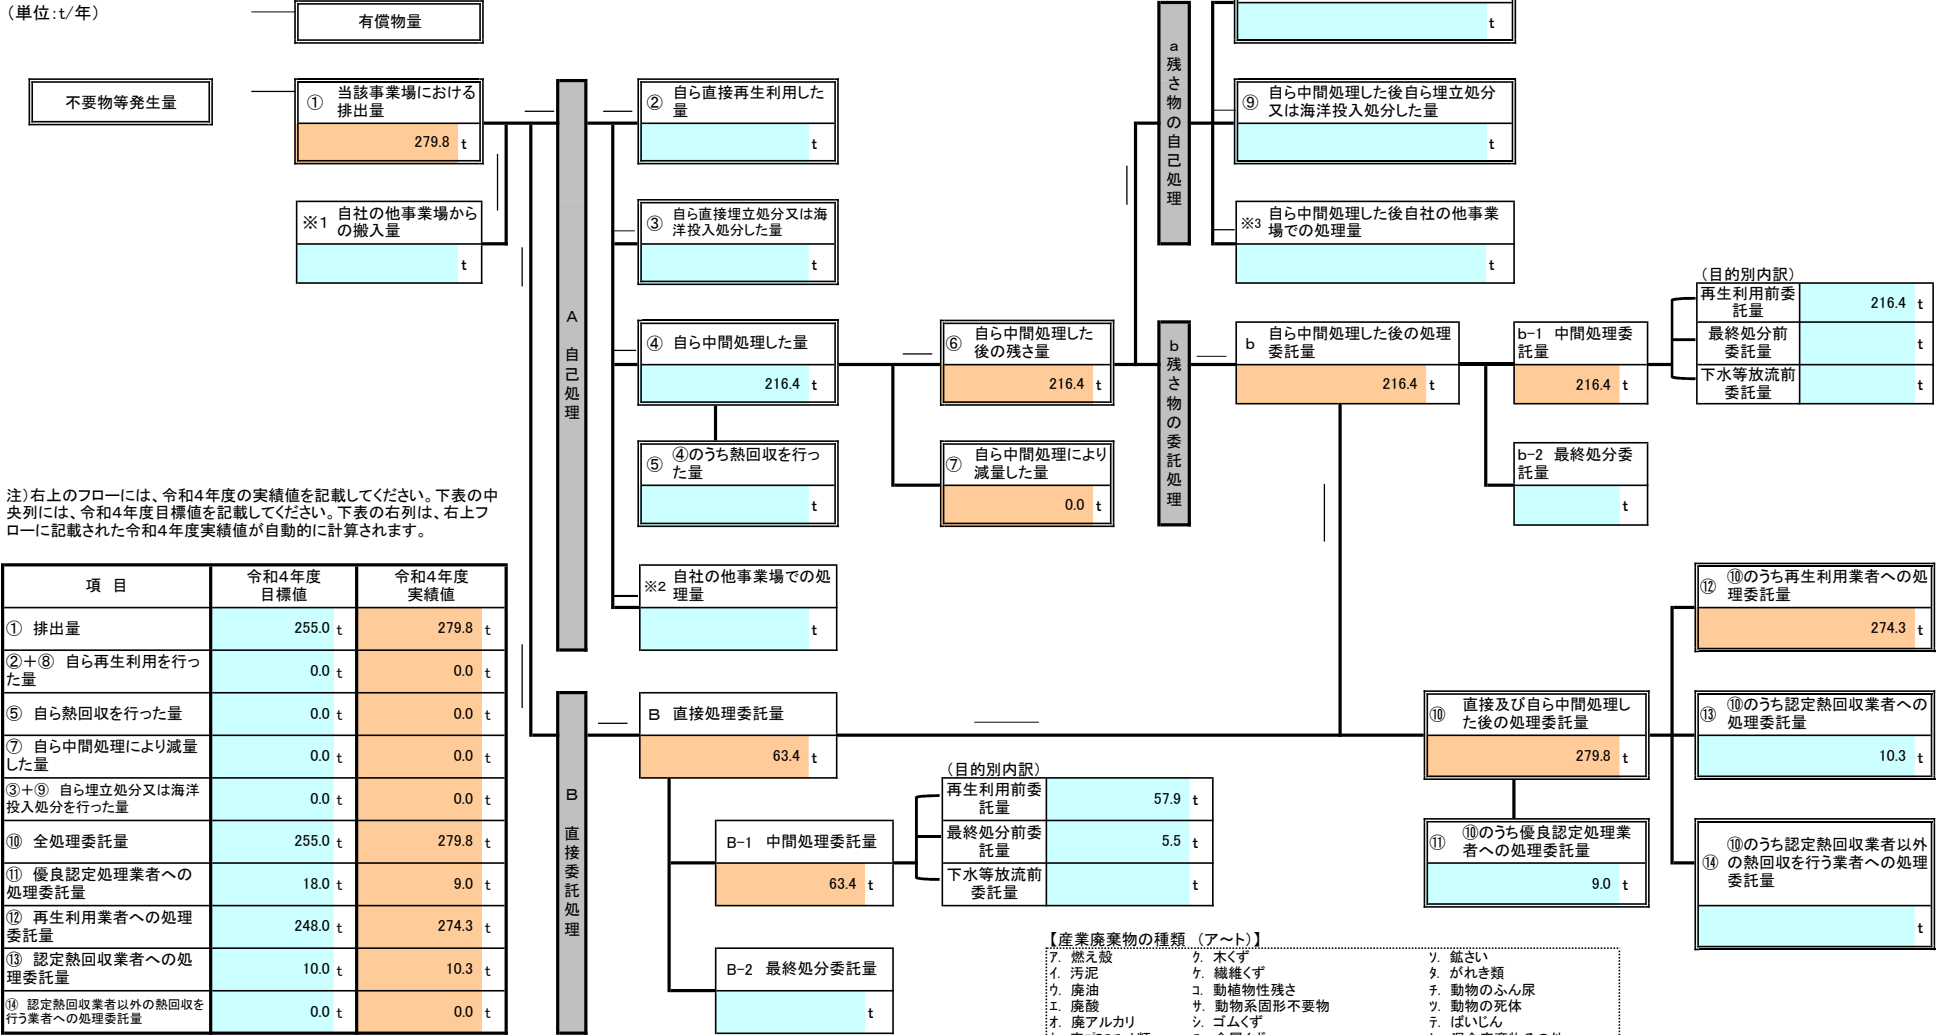 (単位:t/年)
有償物量
t
不要物等発生量
① 当該事業場における
排出量
279.8 t
※1 自社の他事業場から
の搬入量
t
A 自己処理
② 自ら直接再生利用した
量
t
③ 自ら直接埋立処分又は海
洋投入処分した量
t
④ 自ら中間処理した量
216.4 t
⑤ ④のうち熱回収を行っ
た量
t
※2 自社の他事業場での処
理量
t
⑥ 自ら中間処理した
後の残さ量
216.4 t
⑦ 自ら中間処理により
減量した量
0.0 t
a 残さ物の自己処理
⑨ 自ら中間処理した後自ら埋立処分
又は海洋投入処分した量
t
※3 自ら中間処理した後自社の他事業
場での処理量
t
b 残さ物の委託処理
b 自ら中間処理した後の処理
委託量
216.4 t
b-1 中間処理委
託量
216.4 t
b-2 最終処分委
託量
t
(目的別内訳)
再生利用前委
託量
216.4 t
最終処分前
委託量
t
下水等放流前
委託量
t
注)右上のフローには、令和4年度の実績値を記載してください。下表の中
央列には、令和4年度目標値を記載してください。下表の右列は、右上フ
ローに記載された令和4年度実績値が自動的に計算されます。
項 目 令和4年度
目標値 令和4年度
実績値
① 排出量 255.0 t 279.8 t
②+⑧ 自ら再生利用を行っ
た量 0.0 t 0.0 t
⑤ 自ら熱回収を行った量 0.0 t 0.0 t
⑦ 自ら中間処理により減量
した量 0.0 t 0.0 t
③+⑨ 自ら埋立処分又は海洋
投入処分を行った量 0.0 t 0.0 t
⑩ 全処理委託量 255.0 t 279.8 t
⑪ 優良認定処理業者への
処理委託量 18.0 t 9.0 t
⑫ 再生利用業者への処理
委託量 248.0 t 274.3 t
⑬ 認定熱回収業者への処
理委託量 10.0 t 10.3 t
⑭ 認定熱回収業者以外の熱回収を
行う業者への処理委託量 0.0 t 0.0 t
B 直接委託処理
B 直接処理委託量
63.4 t
B-1 中間処理委託量
63.4 t
B-2 最終処分委託量
t
(目的別内訳)
再生利用前委
託量
57.9 t
最終処分前委
託量
5.5 t
下水等放流前
委託量
t
⑩ 直接及び自ら中間処理し
た後の処理委託量
279.8 t
⑪ ⑩のうち優良認定処理業
者への処理委託量
9.0 t
⑫ ⑩のうち再生利用業者への処
理委託量
274.3 t
⑬ ⑩のうち認定熱回収業者への
処理委託量
10.3 t
⑭ ⑩のうち認定熱回収業者以外
の熱回収を行う業者への処理
委託量
t
【産業廃棄物の種類 (ア~ト)】
ア. 燃え殻 ク. 木くず ソ. 鉱さい
イ. 汚泥 ケ. 繊維くず タ. がれき類
ウ. 廃油 コ. 動植物性残さ チ. 動物のふん尿
エ. 廃酸 サ. 動物系固形不要物 ツ. 動物の死体
オ. 廃アルカリ シ. ゴムくず テ. ばいじん